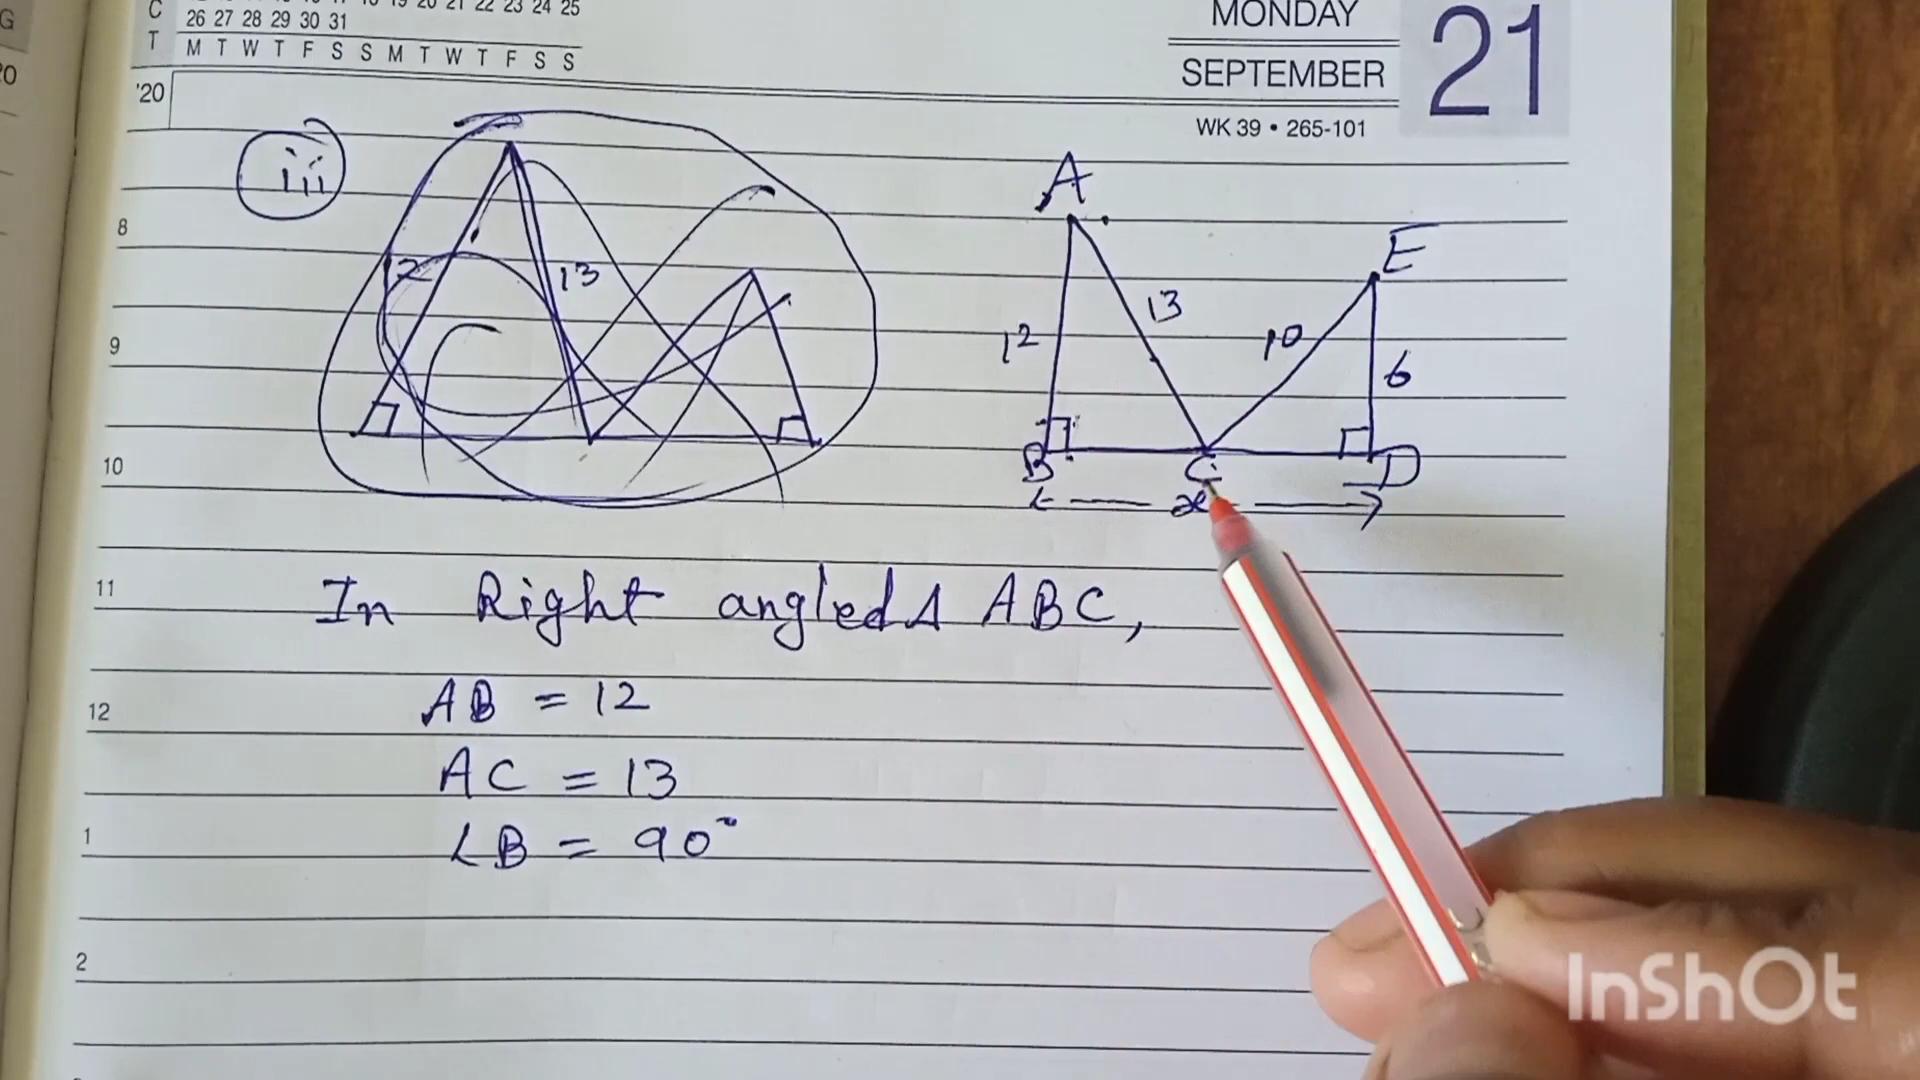 MONDAY
SEPTEMBER
21
WK 39 • 265-101
C
T
26 27 28 29 30 31
M T W T F S S M T W T F S S
'20
iii
12
13
A
E
12
13
10
6
B
C
D
x
8
9
10
11
12
1
2
In Right angled Δ ABC,
AB = 12
AC = 13
∠B = 90°
InShOt